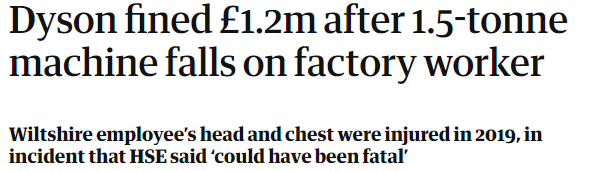 Dyson fined £1.2m after 1.5-tonne
machine falls on factory worker
Wiltshire employee’s head and chest were injured in 2019, in
incident that HSE said ‘could have been fatal’